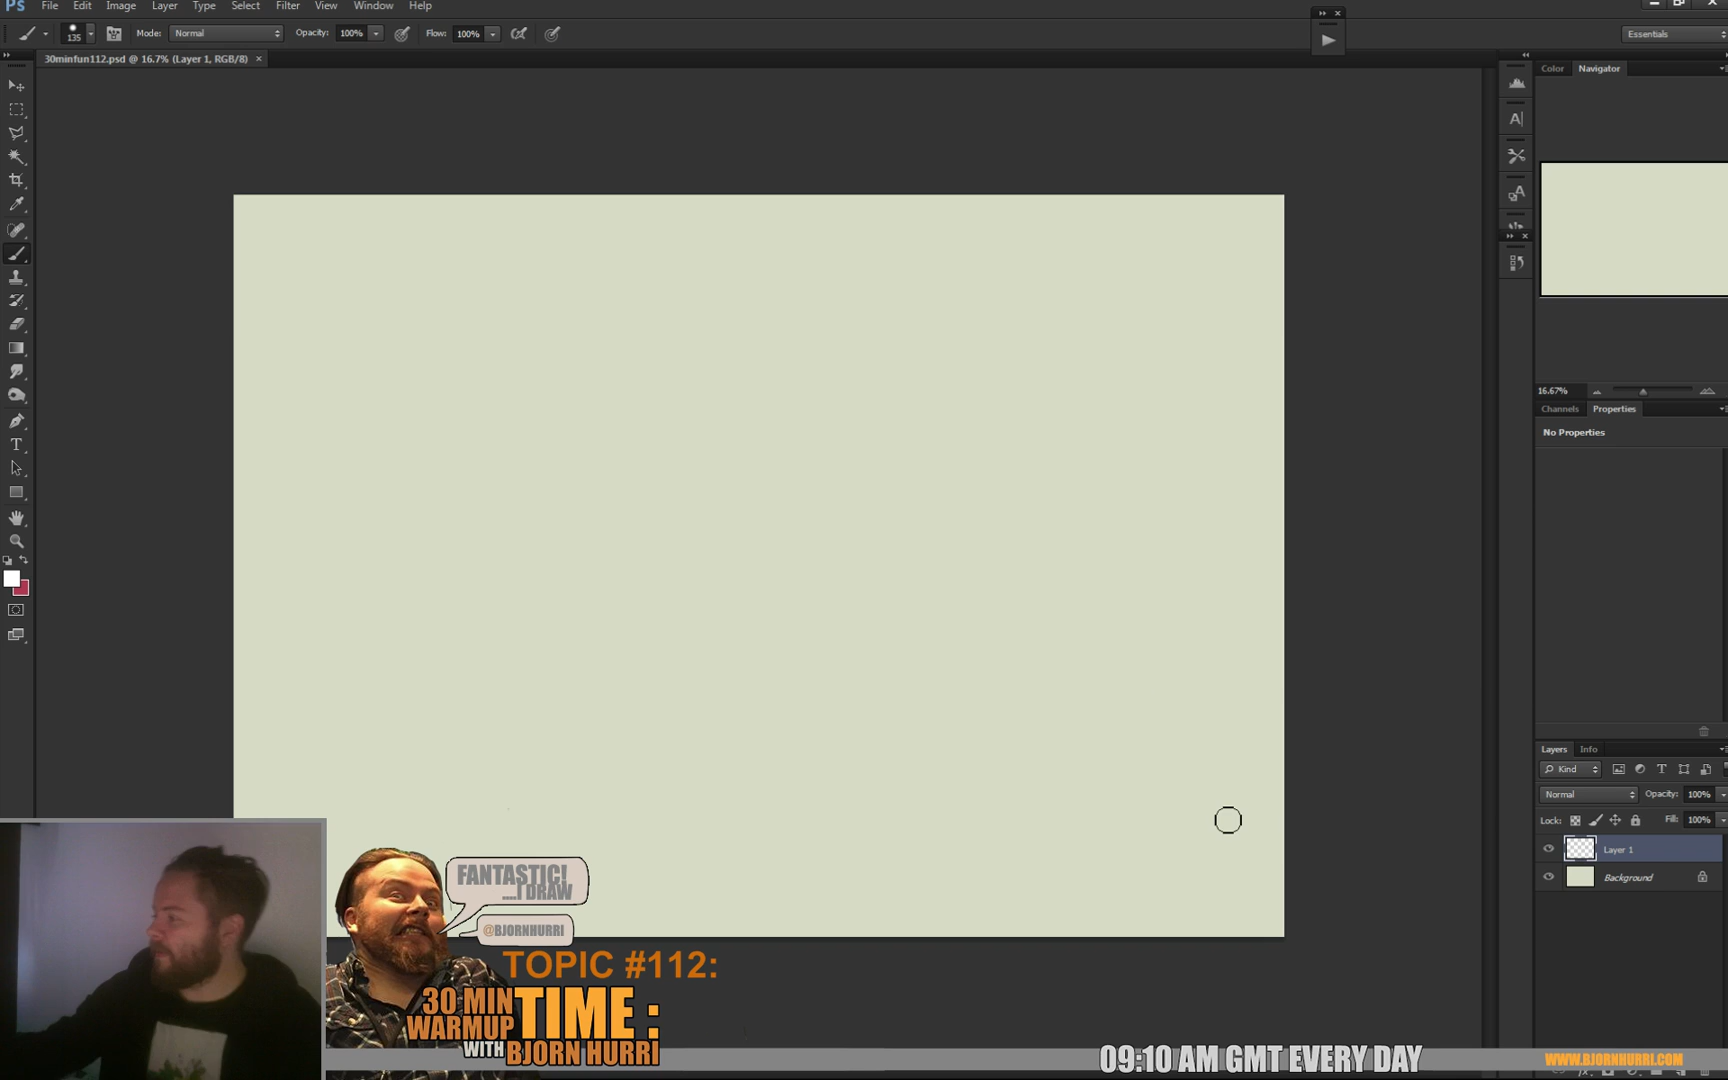 Ps File Edit Image Layer Type Select Filter View Window Help
135 Mode: Normal Opacity: 100% Flow: 100% Essentials
30minfun112.psd @ 16.7% (Layer 1, RGB/8) ×
Color Navigator
16.67%
Channels Properties
No Properties
Layers Info
Kind
Normal Opacity: 100%
Lock: Fill: 100%
Layer 1
Background
FANTASTIC!
....I DRAW
@BJORNHURRI
TOPIC #112:
30 MIN TIME :
WARMUP
WITH BJORN HURRI
09:10 AM GMT EVERY DAY
WWW.BJORNHURRI.COM